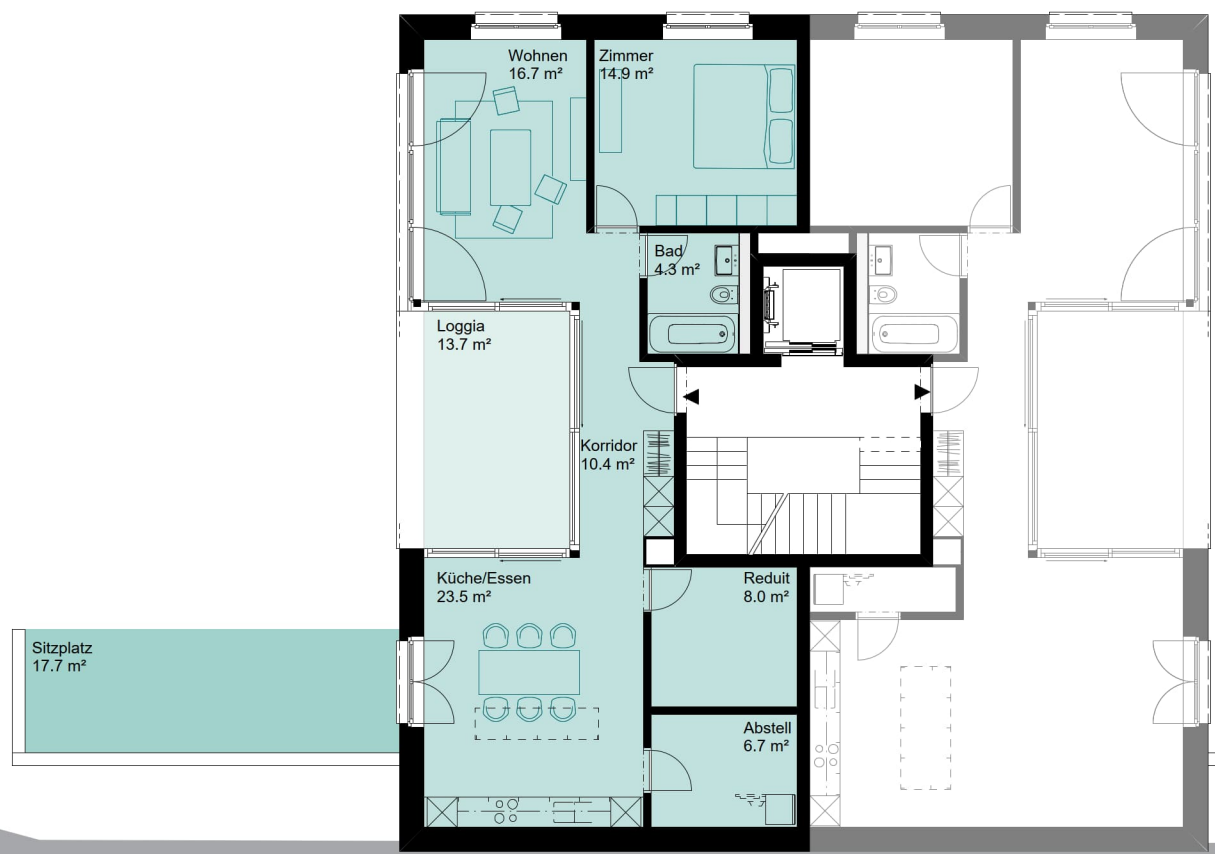 Wohnen
16.7 m²
Zimmer
14.9 m²
Bad
4.3 m²
Loggia
13.7 m²
Korridor
10.4 m²
Küche/Essen
23.5 m²
Reduit
8.0 m²
Sitzplatz
17.7 m²
Abstell
6.7 m²